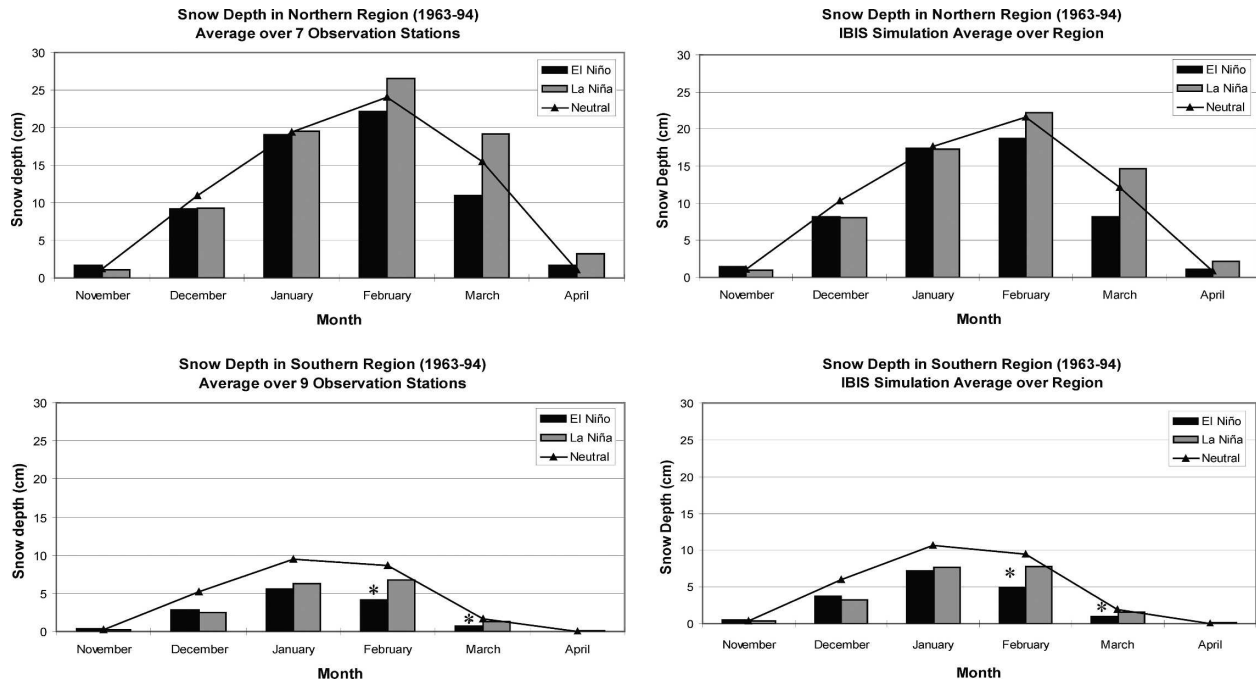 Snow Depth in Northern Region (1963-94)
Average over 7 Observation Stations
30
25
20
15
10
5
0
Snow depth (cm)
El Niño
La Niña
Neutral
November December January February March April
Month
Snow Depth in Northern Region (1963-94)
IBIS Simulation Average over Region
30
25
20
15
10
5
0
Snow Depth (cm)
El Niño
La Niña
Neutral
November December January February March April
Month
Snow Depth in Southern Region (1963-94)
Average over 9 Observation Stations
30
25
20
15
10
5
0
Snow depth (cm)
El Niño
La Niña
Neutral
*
*
November December January February March April
Month
Snow Depth in Southern Region (1963-94)
IBIS Simulation Average over Region
30
25
20
15
10
5
0
Snow Depth (cm)
El Niño
La Niña
Neutral
*
*
November December January February March April
Month